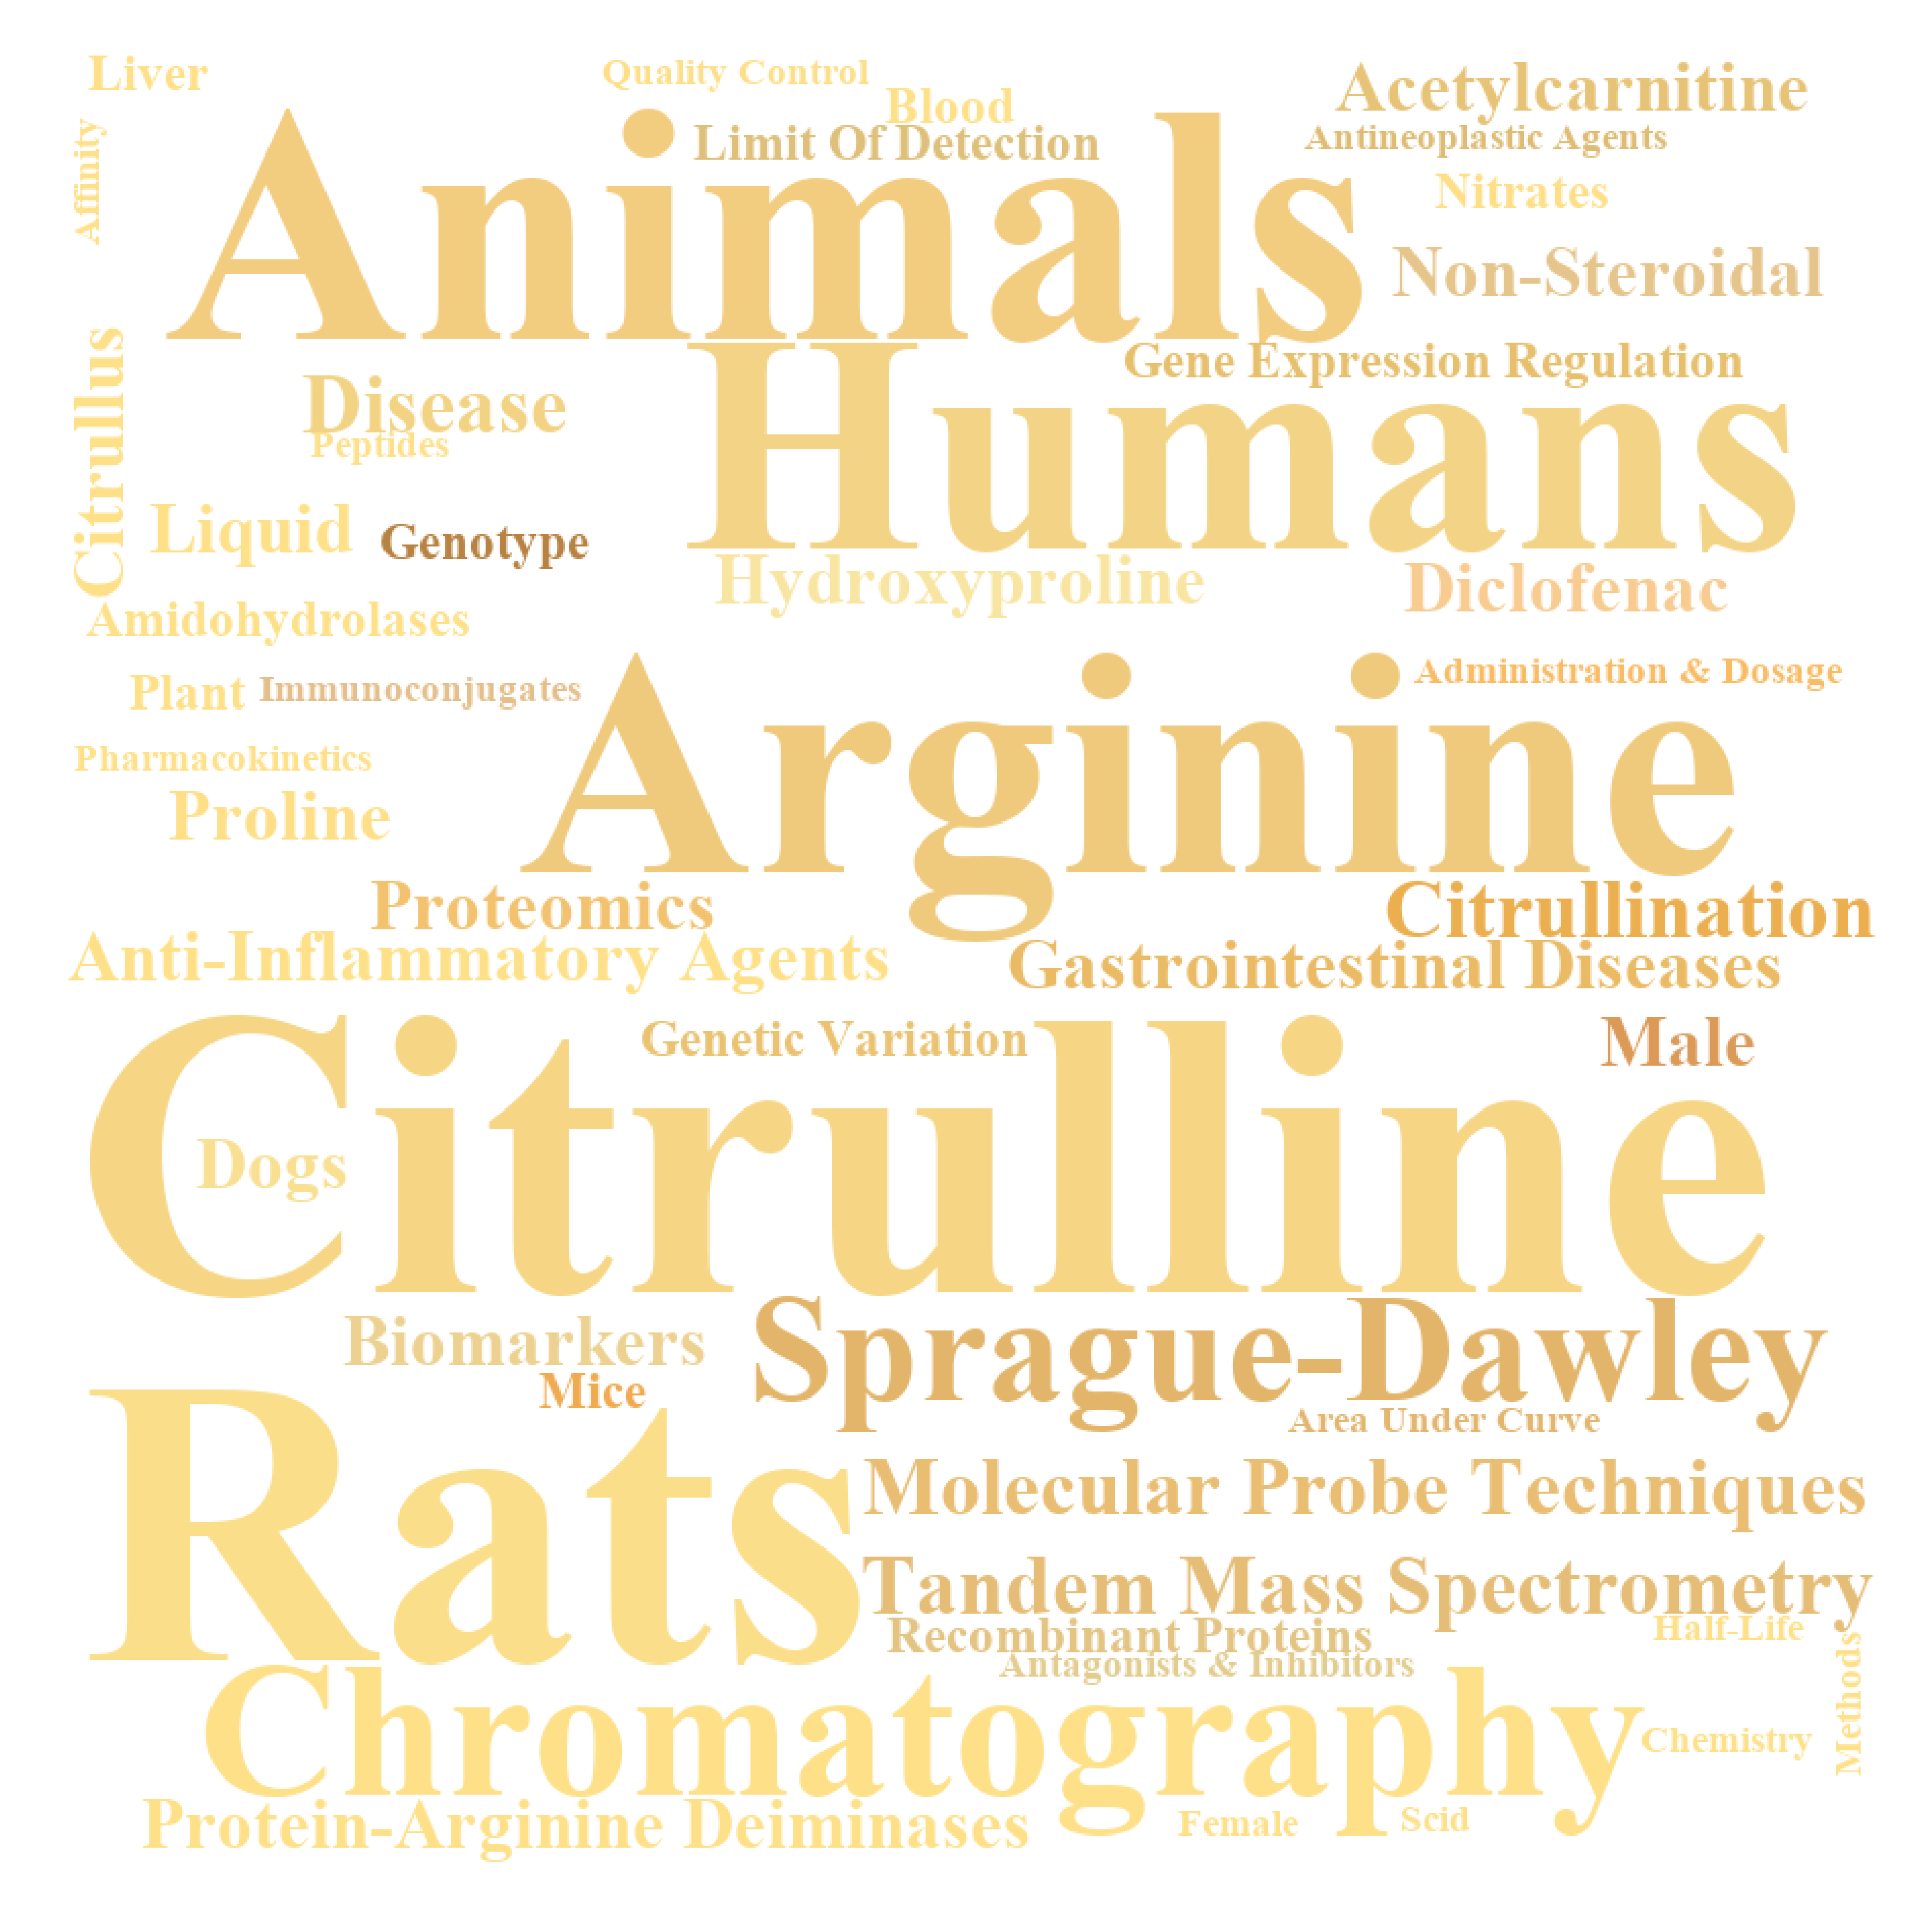 Liver
Quality Control
Blood
Acetylcarnitine
Limit Of Detection
Antineoplastic Agents
Affinity
Animals
Nitrates
Non-Steroidal
Gene Expression Regulation
Citrullus
Disease
Peptides
Humans
Liquid
Genotype
Hydroxyproline
Diclofenac
Amidohydrolases
Plant
Immunoconjugates
Administration & Dosage
Arginine
Pharmacokinetics
Proline
Proteomics
Citrullination
Anti-Inflammatory Agents
Gastrointestinal Diseases
Genetic Variation
Male
Citrulline
Dogs
Biomarkers
Sprague-Dawley
Mice
Area Under Curve
Rats
Molecular Probe Techniques
Tandem Mass Spectrometry
Recombinant Proteins
Half-Life
Antagonists & Inhibitors
Methods
Chromatography
Chemistry
Protein-Arginine Deiminases
Female
Scid